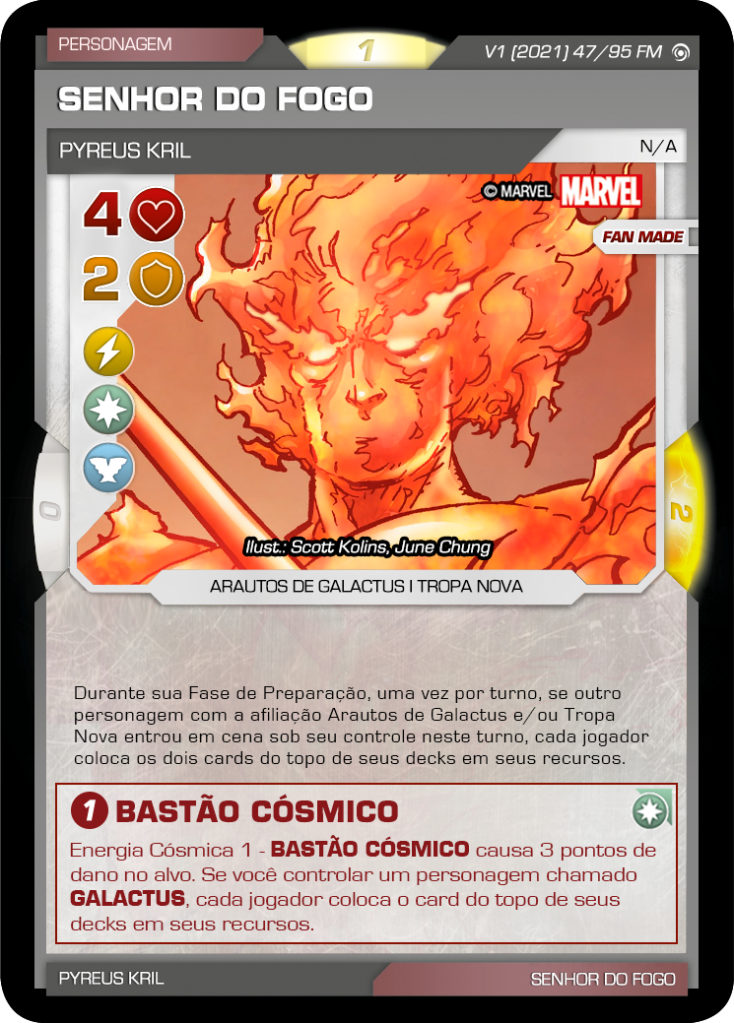 PERSONAGEM
1
V1 (2021) 47/95 FM
SENHOR DO FOGO
PYREUS KRIL
N/A
4
© MARVEL MARVEL
FAN MADE
2
0
2
Ilust.: Scott Kolins, June Chung
ARAUTOS DE GALACTUS | TROPA NOVA
Durante sua Fase de Preparação, uma vez por turno, se outro
personagem com a afiliação Arautos de Galactus e/ou Tropa
Nova entrou em cena sob seu controle neste turno, cada jogador
coloca os dois cards do topo de seus decks em seus recursos.
1 BASTÃO CÓSMICO
Energia Cósmica 1 - BASTÃO CÓSMICO causa 3 pontos de
dano no alvo. Se você controlar um personagem chamado
GALACTUS, cada jogador coloca o card do topo de seus
decks em seus recursos.
PYREUS KRIL
SENHOR DO FOGO